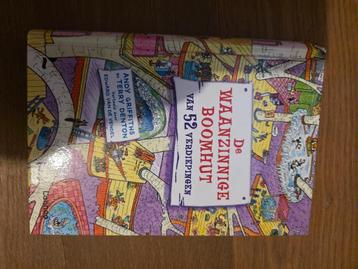 De
WAANZINNIGE
BOOMHUT
VAN 52 VERDIEPINGEN
ANDY GRIFFITHS
TERRY DENTON